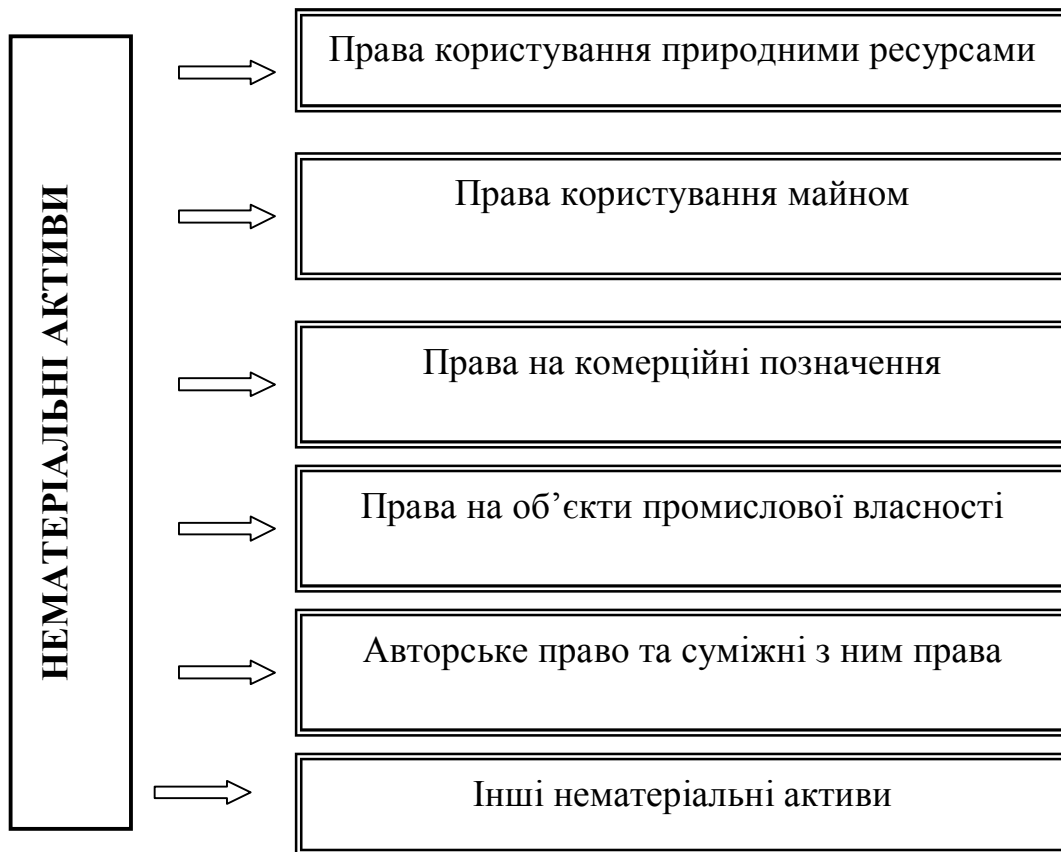 НЕМАТЕРІАЛЬНІ АКТИВИ
Права користування природними ресурсами
Права користування майном
Права на комерційні позначення
Права на об’єкти промислової власності
Авторське право та суміжні з ним права
Інші нематеріальні активи